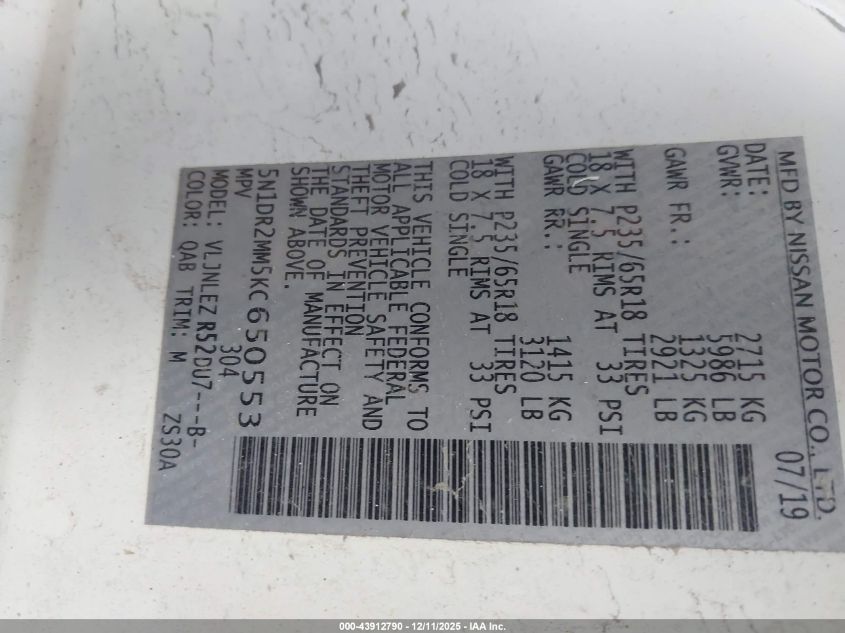 MFD BY NISSAN MOTOR CO., LTD.
DATE: 07/19
GVWR: 2715 KG
5986 LB
GAWR FR.: 1325 KG
2921 LB
WITH P235/65R18 TIRES
18 X 7.5 RIMS AT 33 PSI
COLD SINGLE
GAWR RR.: 1415 KG
3120 LB
WITH P235/65R18 TIRES
18 X 7.5 RIMS AT 33 PSI
COLD SINGLE
THIS VEHICLE CONFORMS TO
ALL APPLICABLE FEDERAL
MOTOR VEHICLE SAFETY AND
THEFT PREVENTION
STANDARDS IN EFFECT ON
THE DATE OF MANUFACTURE
SHOWN ABOVE.
5N1DR2MM5KC650553
MPV 304
MODEL: VLJNLEZ R52DU7---B-
COLOR: QAB TRIM: M ZS30A
000-43912790 - 12/11/2025 - IAA Inc.